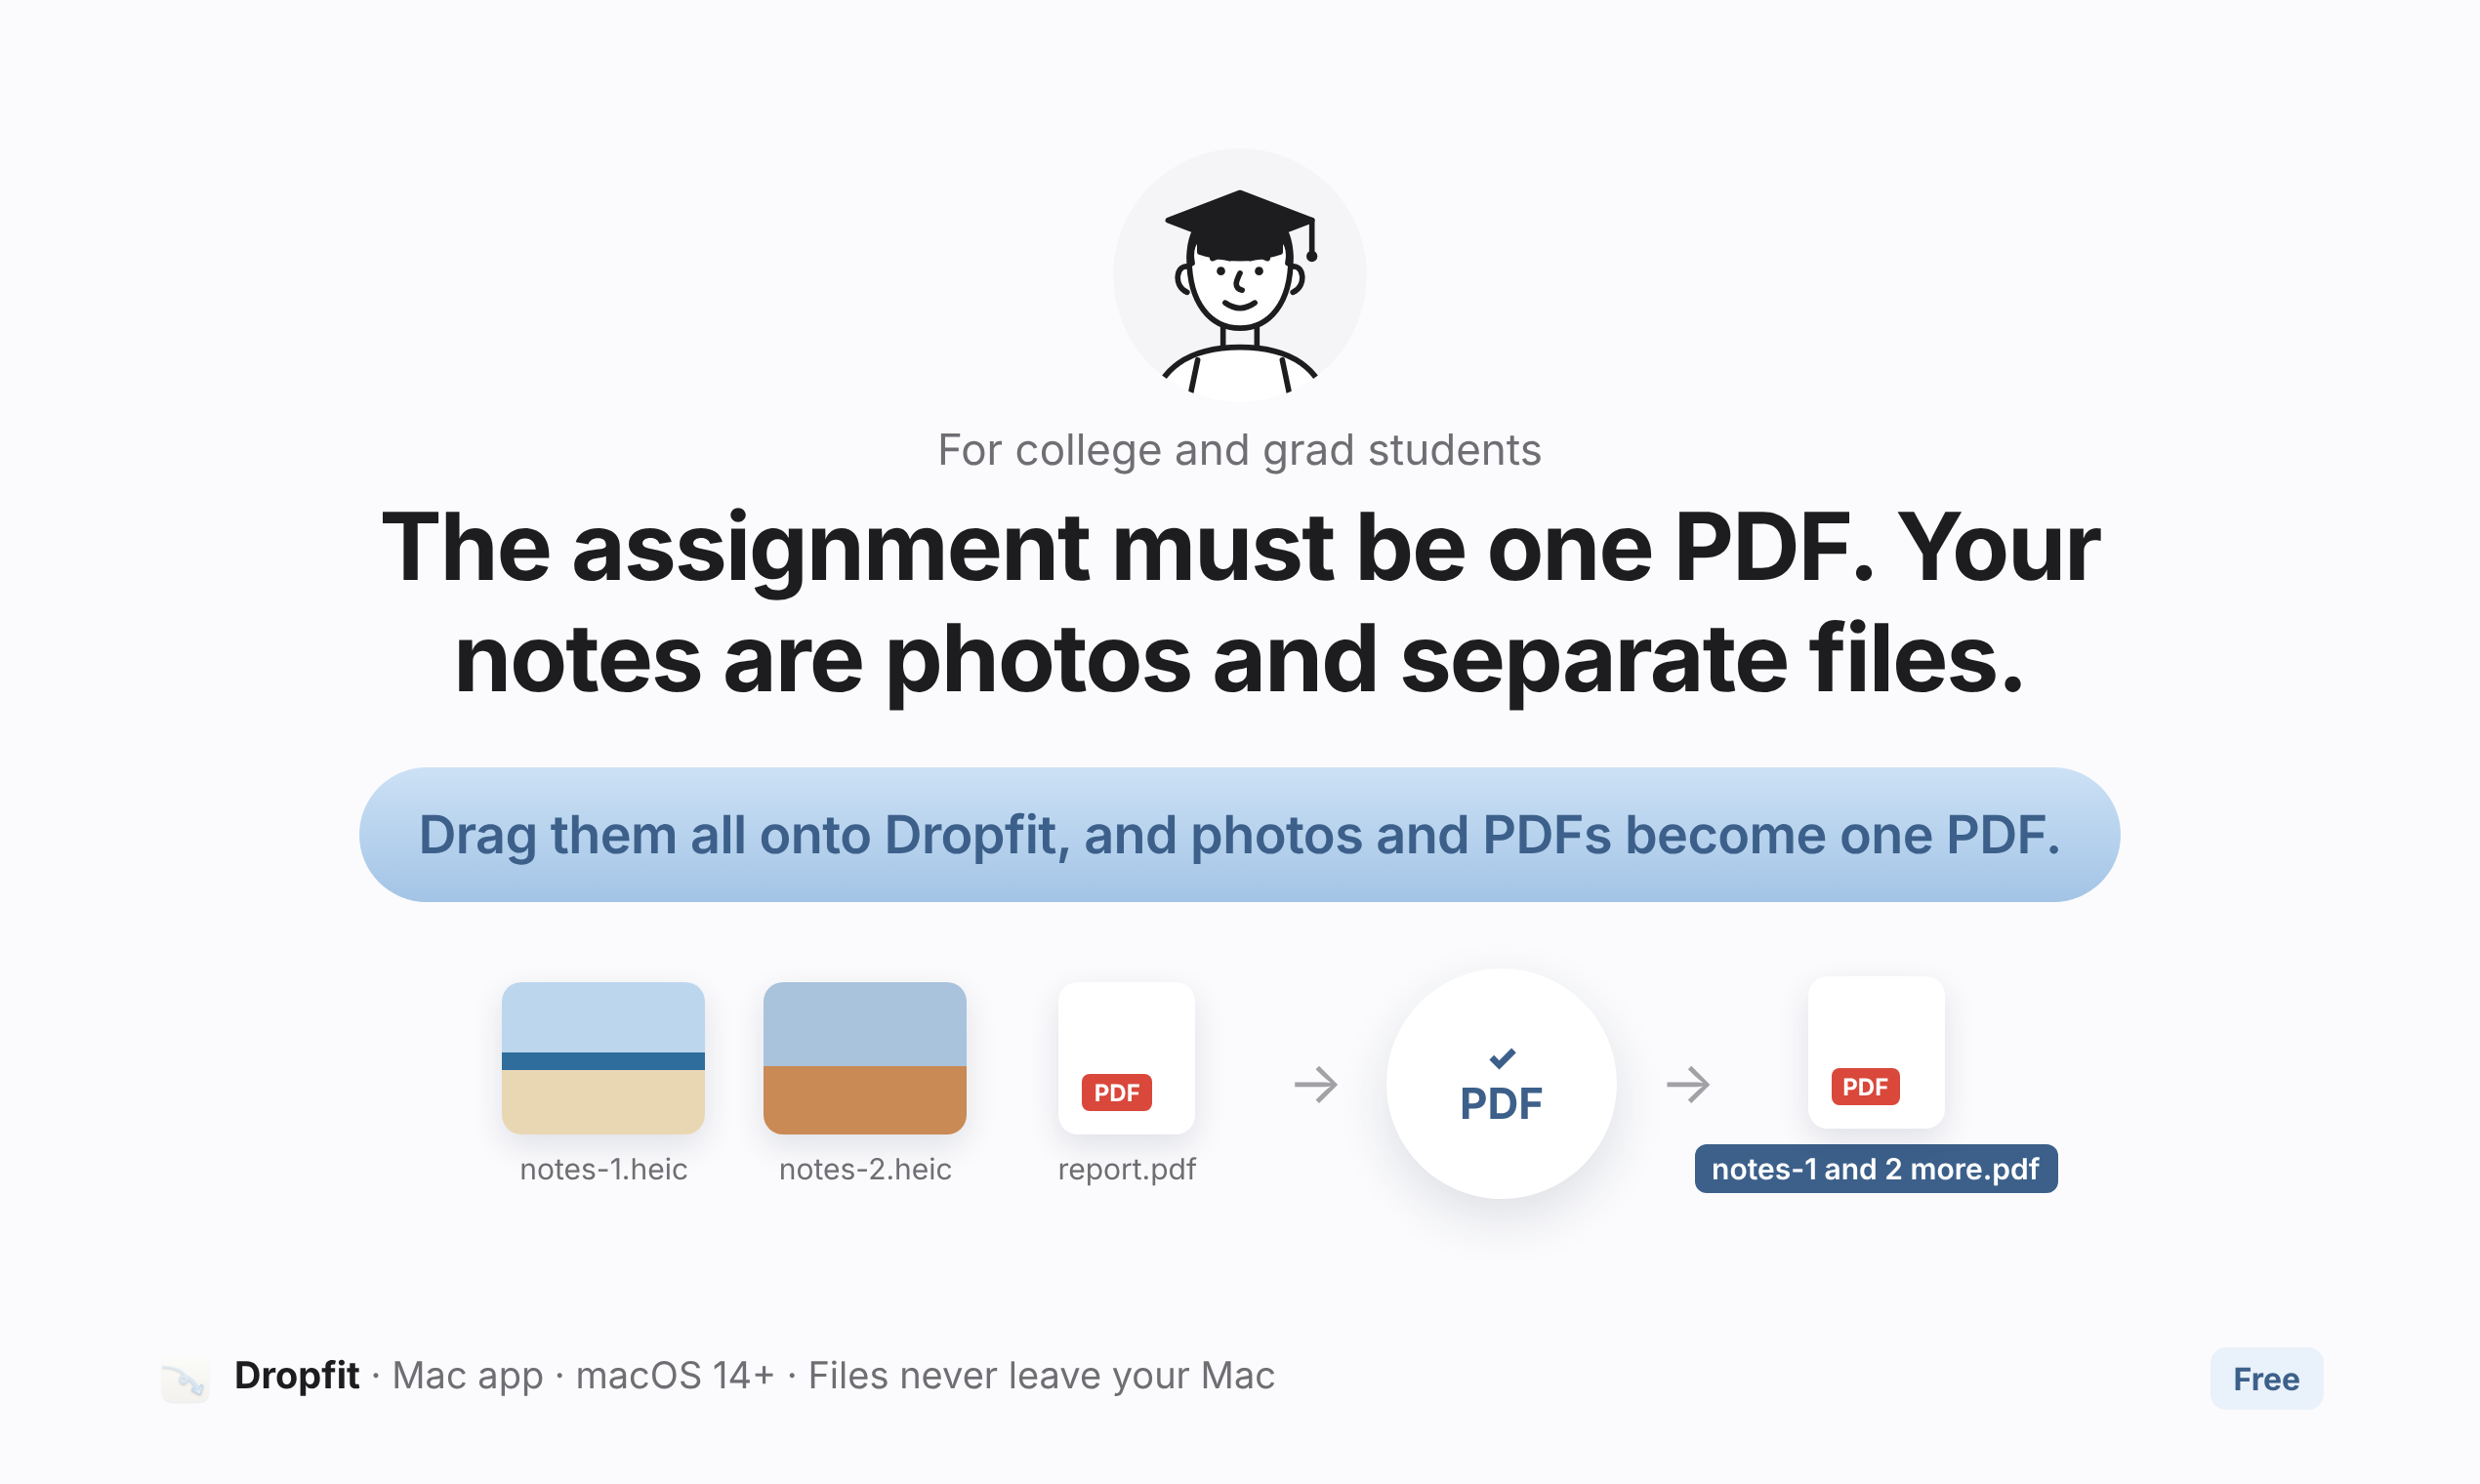 For college and grad students
The assignment must be one PDF. Your
notes are photos and separate files.
Drag them all onto Dropfit, and photos and PDFs become one PDF.
PDF
PDF
PDF
notes-1.heic
notes-2.heic
report.pdf
notes-1 and 2 more.pdf
Dropfit · Mac app · macOS 14+ · Files never leave your Mac
Free